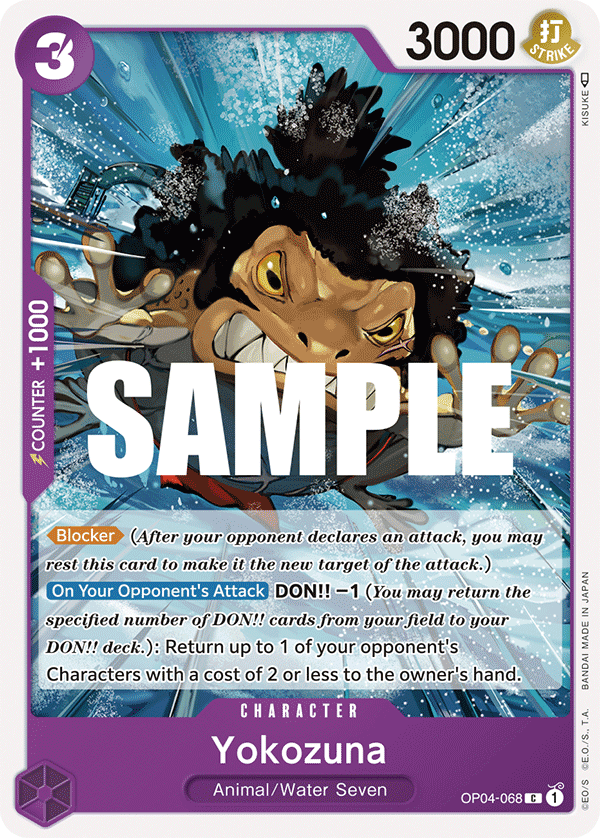 3
3000
打
STRIKE
KISUKE
COUNTER +1000
SAMPLE
Blocker (After your opponent declares an attack, you may
rest this card to make it the new target of the attack.)
On Your Opponent's Attack DON!! −1 (You may return the
specified number of DON!! cards from your field to your
DON!! deck.): Return up to 1 of your opponent's
Characters with a cost of 2 or less to the owner's hand.
CHARACTER
Yokozuna
Animal/Water Seven
OP04-068 C 1
©EO/S ©E.O./S., T.A. BANDAI MADE IN JAPAN